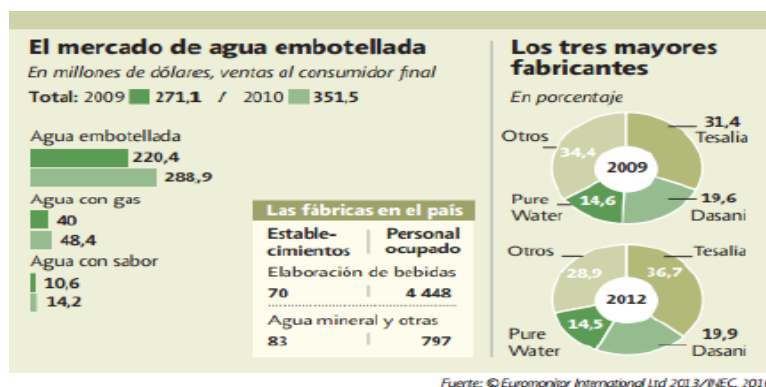 El mercado de agua embotellada
En millones de dólares, ventas al consumidor final
Total: 2009 271,1 / 2010 351,5
Agua embotellada
220,4
288,9
Agua con gas
40
48,4
Agua con sabor
10,6
14,2
Las fábricas en el país
Estable-
cimientos
Personal
ocupado
Elaboración de bebidas
70 4 448
Agua mineral y otras
83 797
Los tres mayores
fabricantes
En porcentaje
31,4
Tesalia
Otros
34,4
2009
Pure
Water
14,6
19,6
Dasani
Otros
Tesalia
28,9
36,7
2012
14,5
Pure
Water
19,9
Dasani
Fuerte: © Euromonitor International Ltd 2013/INEC, 2010